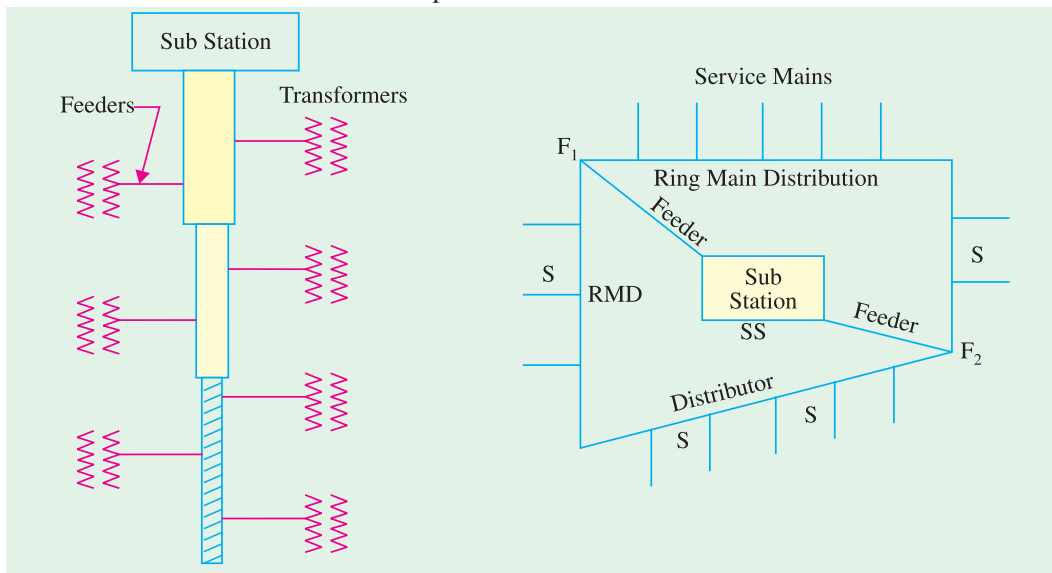 Sub Station
Feeders
Transformers
Service Mains
F1
Ring Main Distribution
Feeder
S
RMD
Sub
Station
SS
Feeder
S
F2
Distributor
S
S